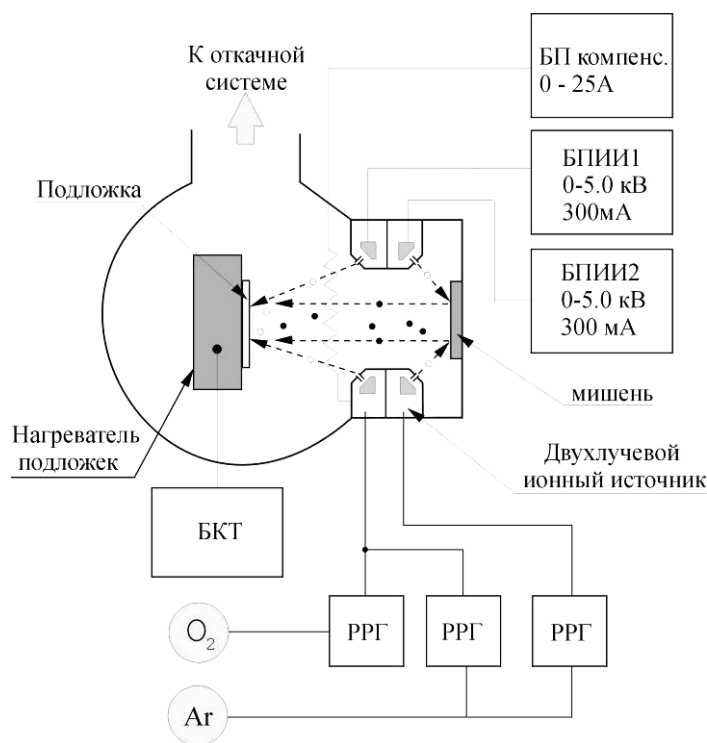 К откачной
системе
БП компенс.
0 - 25А
БПИИ1
0-5.0 кВ
300мА
Подложка
БПИИ2
0-5.0 кВ
300 мА
мишень
Нагреватель
подложек
Двухлучевой
ионный источник
БКТ
O2
РРГ
РРГ
РРГ
Ar